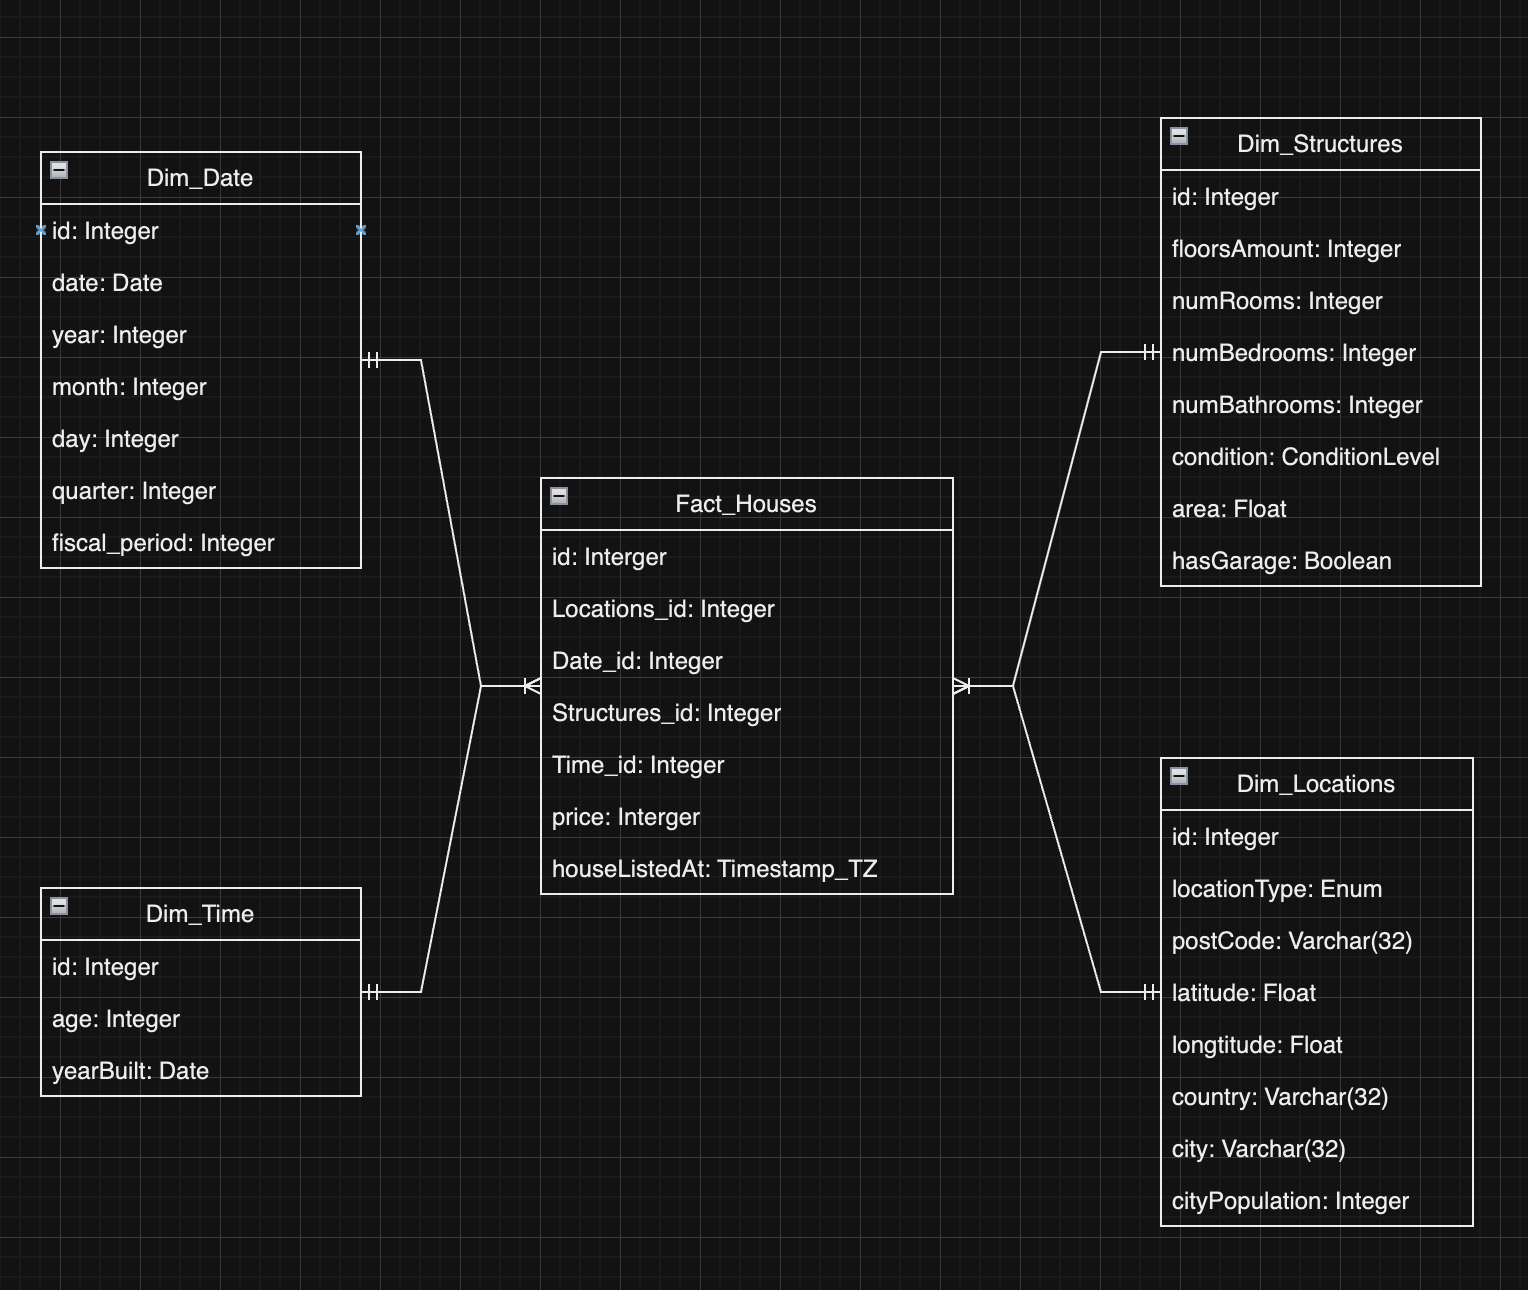 Dim_Date
id: Integer
date: Date
year: Integer
month: Integer
day: Integer
quarter: Integer
fiscal_period: Integer
Dim_Time
id: Integer
age: Integer
yearBuilt: Date
Fact_Houses
id: Interger
Locations_id: Integer
Date_id: Integer
Structures_id: Integer
Time_id: Integer
price: Interger
houseListedAt: Timestamp_TZ
Dim_Structures
id: Integer
floorsAmount: Integer
numRooms: Integer
numBedrooms: Integer
numBathrooms: Integer
condition: ConditionLevel
area: Float
hasGarage: Boolean
Dim_Locations
id: Integer
locationType: Enum
postCode: Varchar(32)
latitude: Float
longtitude: Float
country: Varchar(32)
city: Varchar(32)
cityPopulation: Integer